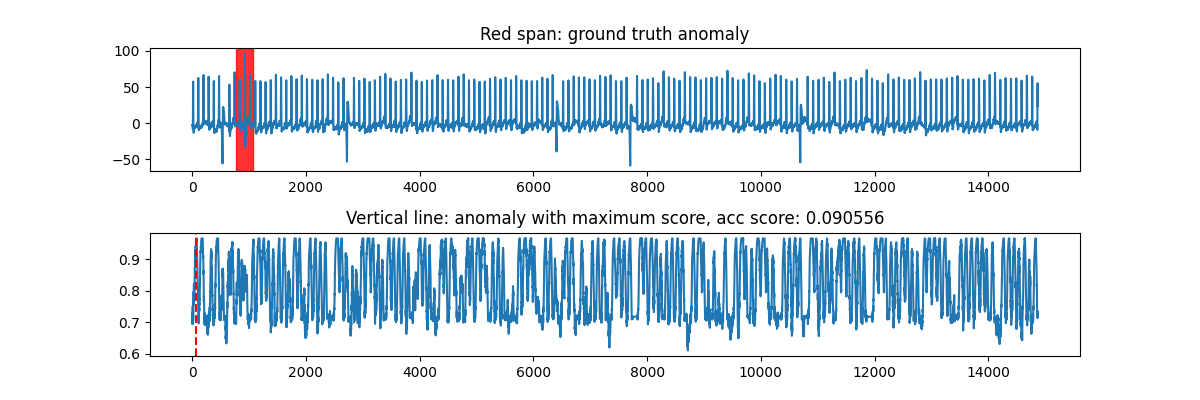 Red span: ground truth anomaly
100
50
0
−50
0 2000 4000 6000 8000 10000 12000 14000
Vertical line: anomaly with maximum score, acc score: 0.090556
0.9
0.8
0.7
0.6
0 2000 4000 6000 8000 10000 12000 14000